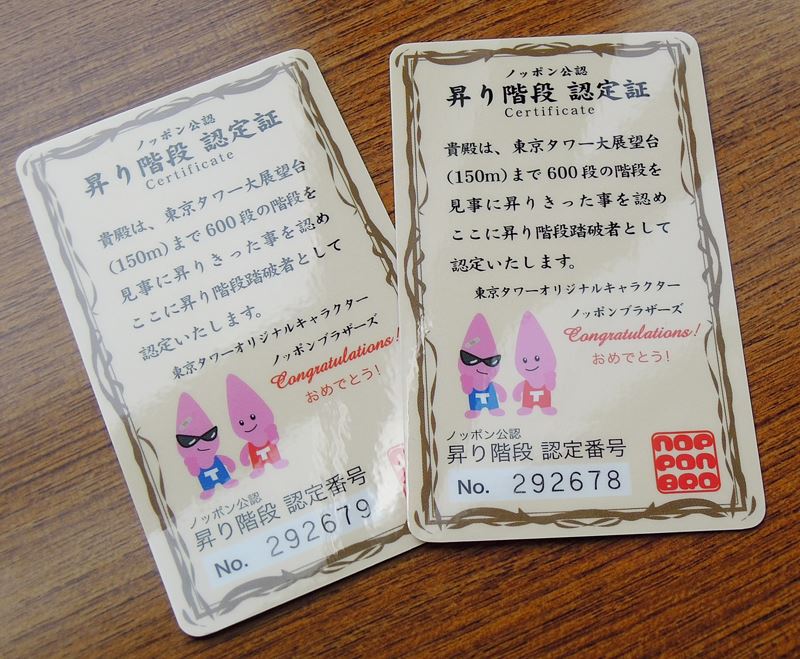 ノッポン公認
昇り階段 認定証
Certificate
貴殿は、東京タワー大展望台
(150m)まで600段の階段を
見事に昇りきった事を認め
ここに昇り階段踏破者として
認定いたします。
東京タワーオリジナルキャラクター
ノッポンブラザーズ
Congratulations!
おめでとう!
T
T
ノッポン公認
昇り階段 認定番号
No. 292679
ノッポン公認
昇り階段 認定証
Certificate
貴殿は、東京タワー大展望台
(150m)まで600段の階段を
見事に昇りきった事を認め
ここに昇り階段踏破者として
認定いたします。
東京タワーオリジナルキャラクター
ノッポンブラザーズ
Congratulations!
おめでとう!
T
T
ノッポン公認
昇り階段 認定番号
No. 292678
NOP
PON
BRO